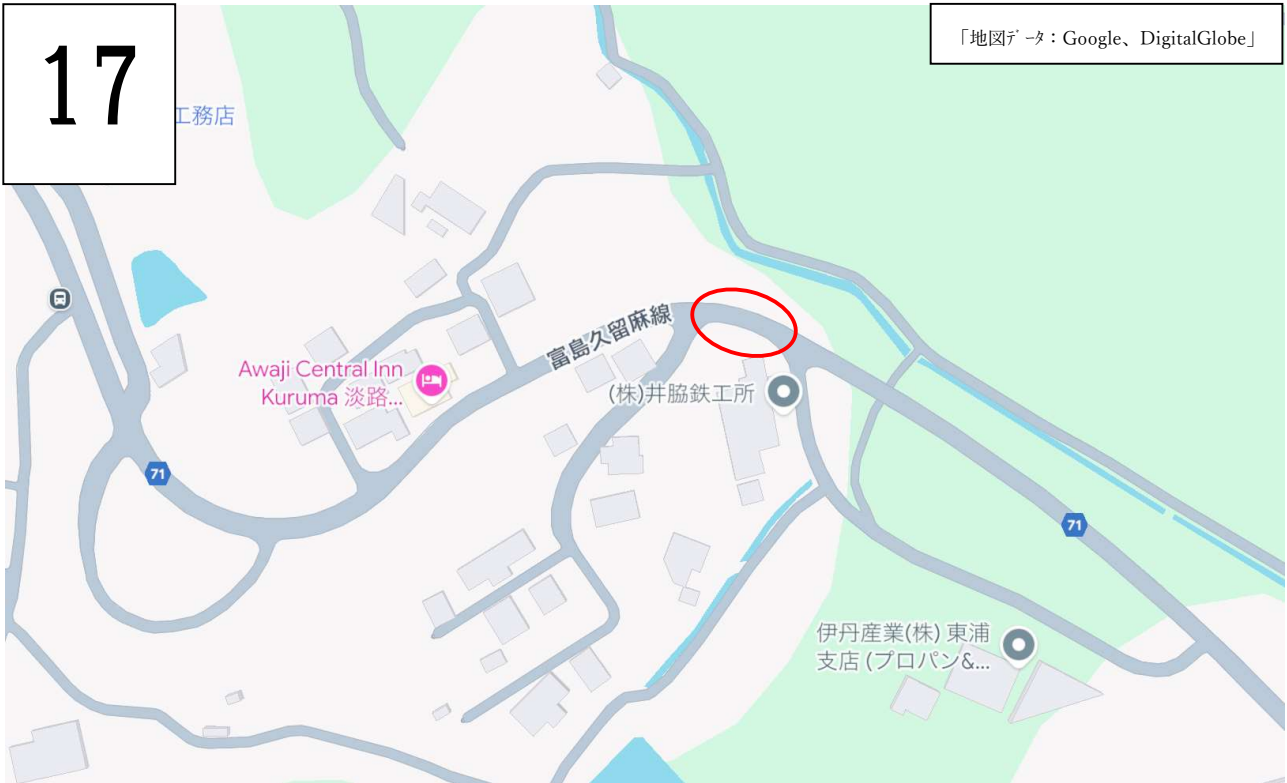 17
「地図ﾃﾞｰﾀ：Google、DigitalGlobe」
工務店
富島久留麻線
Awaji Central Inn
Kuruma 淡路...
(株)井脇鉄工所
71
71
伊丹産業(株) 東浦
支店 (プロパン&...